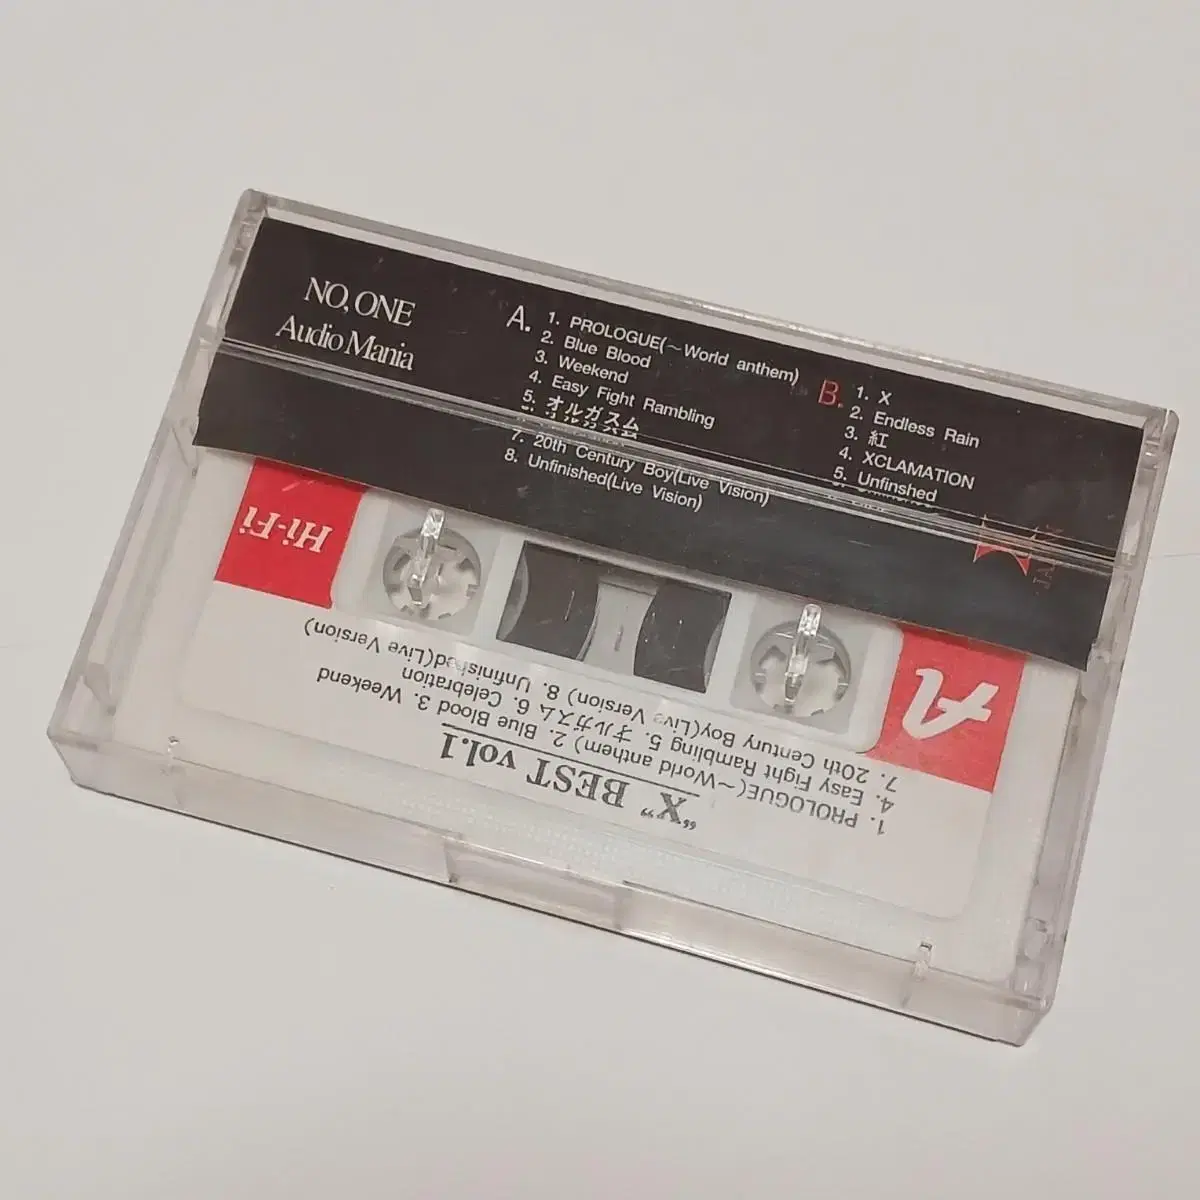 NO, ONE
Audio Mania
A.
1. PROLOGUE(~World anthem)
2. Blue Blood
3. Weekend
4. Easy Fight Rambling
5. オルガスム
7. 20th Century Boy(Live Vision)
8. Unfinished(Live Vision)
B.
1. X
2. Endless Rain
3. 紅
4. XCLAMATION
5. Unfinshed
Hi-Fi
A
"X" BEST vol.1
1. PROLOGUE(~World anthem) 2. Blue Blood 3. Weekend
4. Easy Fight Rambling 5. オルガスム 6. Celebration
7. 20th Century Boy(Live Version) 8. Unfinished(Live Version)